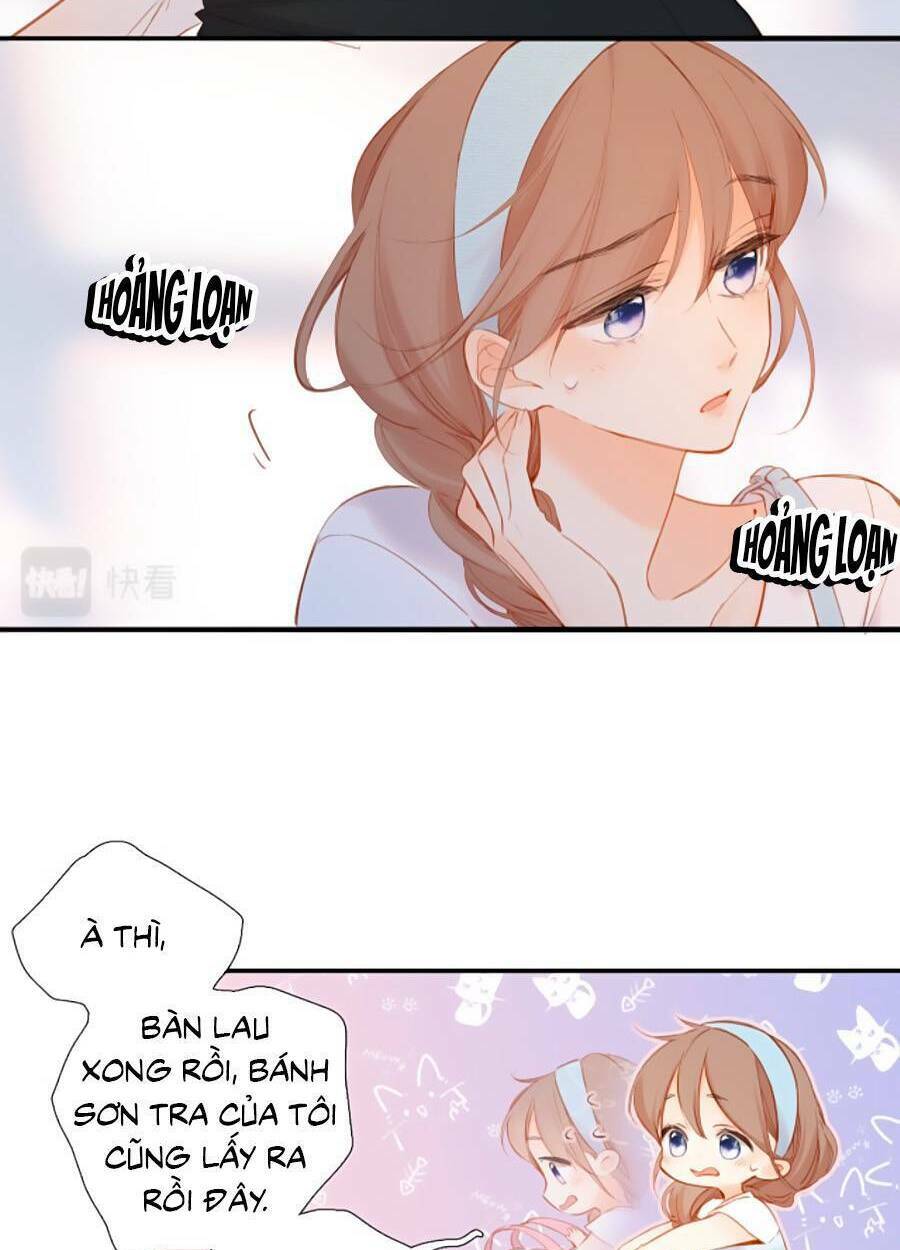 HOẢNG LOẠN
HOẢNG LOẠN
快看! 快看
À THÌ,
BÀN LAU
XONG RỒI, BÁNH
SƠN TRA CỦA TÔI
CŨNG LẤY RA
RỒI ĐÂY.